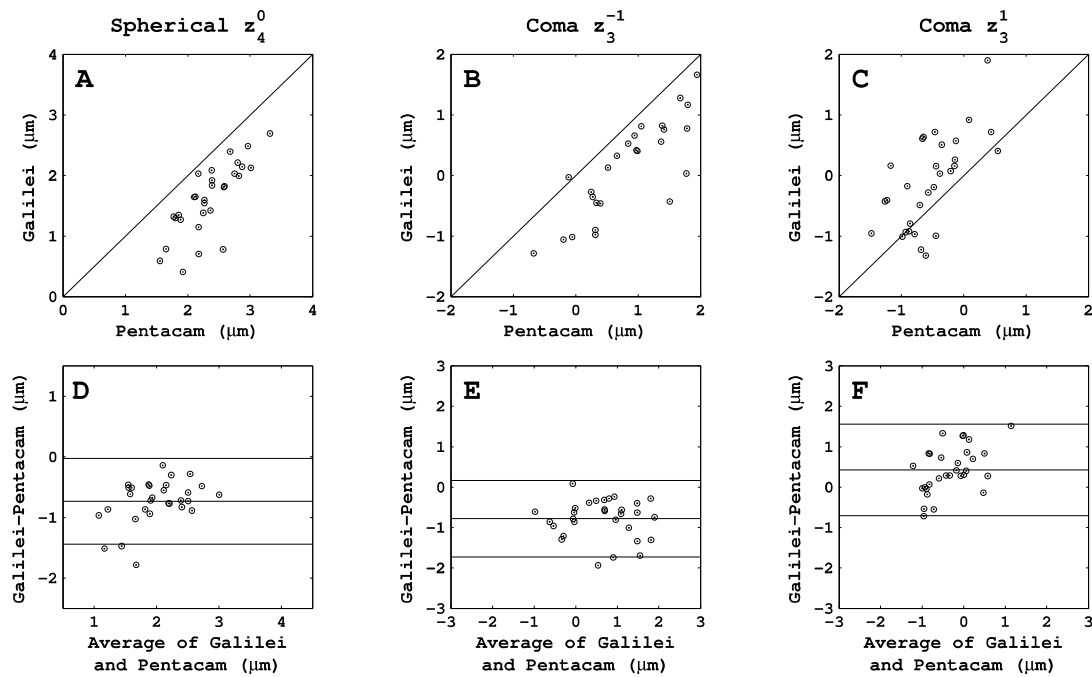 Spherical z₄⁰
Coma z₃⁻¹
Coma z₃¹
A
4
3
2
1
0
Galilei (μm)
0 1 2 3 4
Pentacam (μm)
B
2
1
0
−1
−2
Galilei (μm)
−2 −1 0 1 2
Pentacam (μm)
C
2
1
0
−1
−2
Galilei (μm)
−2 −1 0 1 2
Pentacam (μm)
D
1
0
−1
−2
Galilei−Pentacam (μm)
1 2 3 4
Average of Galilei
and Pentacam (μm)
E
3
2
1
0
−1
−2
−3
Galilei−Pentacam (μm)
−3 −2 −1 0 1 2 3
Average of Galilei
and Pentacam (μm)
F
3
2
1
0
−1
−2
−3
Galilei−Pentacam (μm)
−3 −2 −1 0 1 2 3
Average of Galilei
and Pentacam (μm)